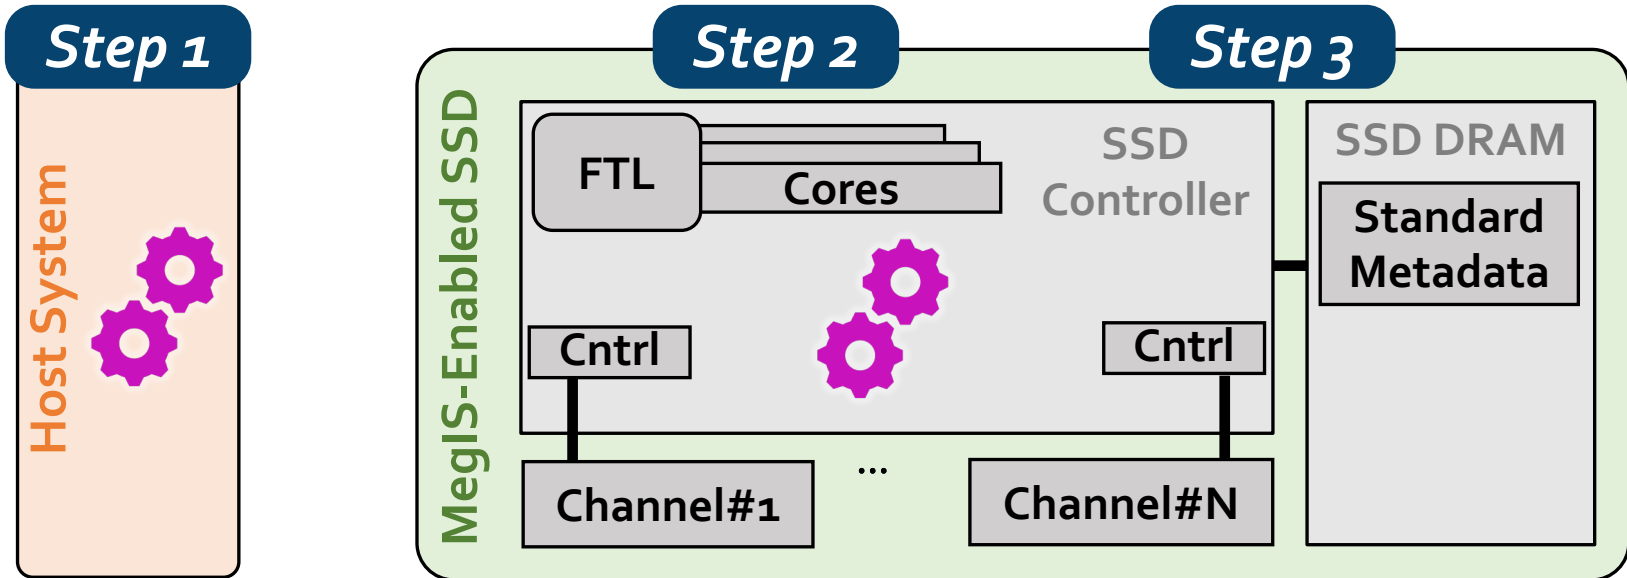 Step 1
Step 2
Step 3
Host System
MegIS-Enabled SSD
FTL
Cores
SSD
Controller
SSD DRAM
Standard
Metadata
Cntrl
Cntrl
Channel#1
...
Channel#N